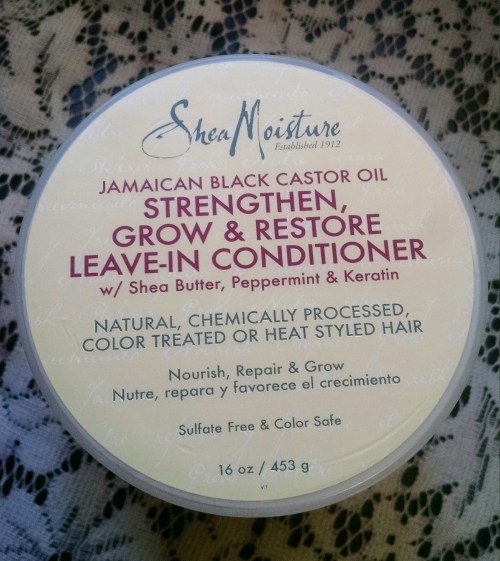 Shea Moisture
Established 1912
JAMAICAN BLACK CASTOR OIL
STRENGTHEN,
GROW & RESTORE
LEAVE-IN CONDITIONER
w/ Shea Butter, Peppermint & Keratin
NATURAL, CHEMICALLY PROCESSED,
COLOR TREATED OR HEAT STYLED HAIR
Nourish, Repair & Grow
Nutre, repara y favorece el crecimiento
Sulfate Free & Color Safe
16 oz / 453 g